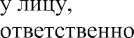 у лицу,
ответственно